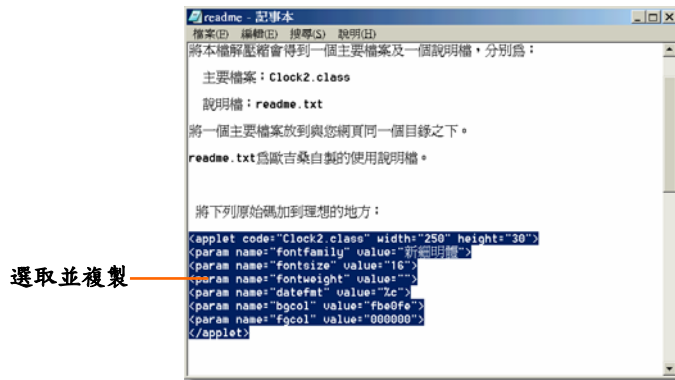 readme - 記事本
檔案(F) 編輯(E) 搜尋(S) 說明(H)
將本檔解壓縮會得到一個主要檔案及一個說明檔，分別為：
主要檔案：Clock2.class
說明檔：readme.txt
將一個主要檔案放到與您網頁同一個目錄之下。
readme.txt為歐吉桑自製的使用說明檔。
將下列原始碼加到理想的地方：
<applet code="Clock2.class" width="250" height="30">
<param name="fontfamily" value="新細明體">
<param name="fontsize" value="16">
選取並複製
<param name="fontweight" value="">
<param name="datefmt" value="%c">
<param name="bgcol" value="fbe0fe">
<param name="fgcol" value="000000">
</applet>